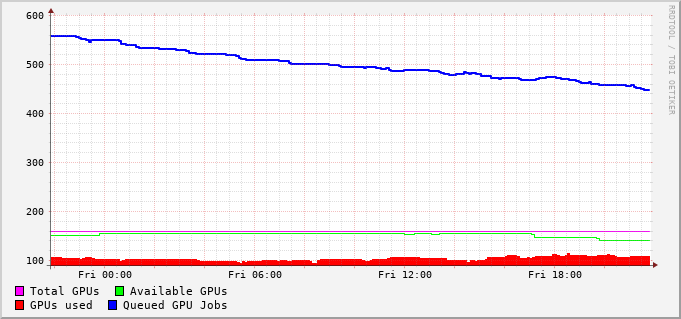 600
500
400
300
200
100
Fri 00:00 Fri 06:00 Fri 12:00 Fri 18:00
Total GPUs Available GPUs
GPUs used Queued GPU Jobs
RRDTOOL / TOBI OETIKER